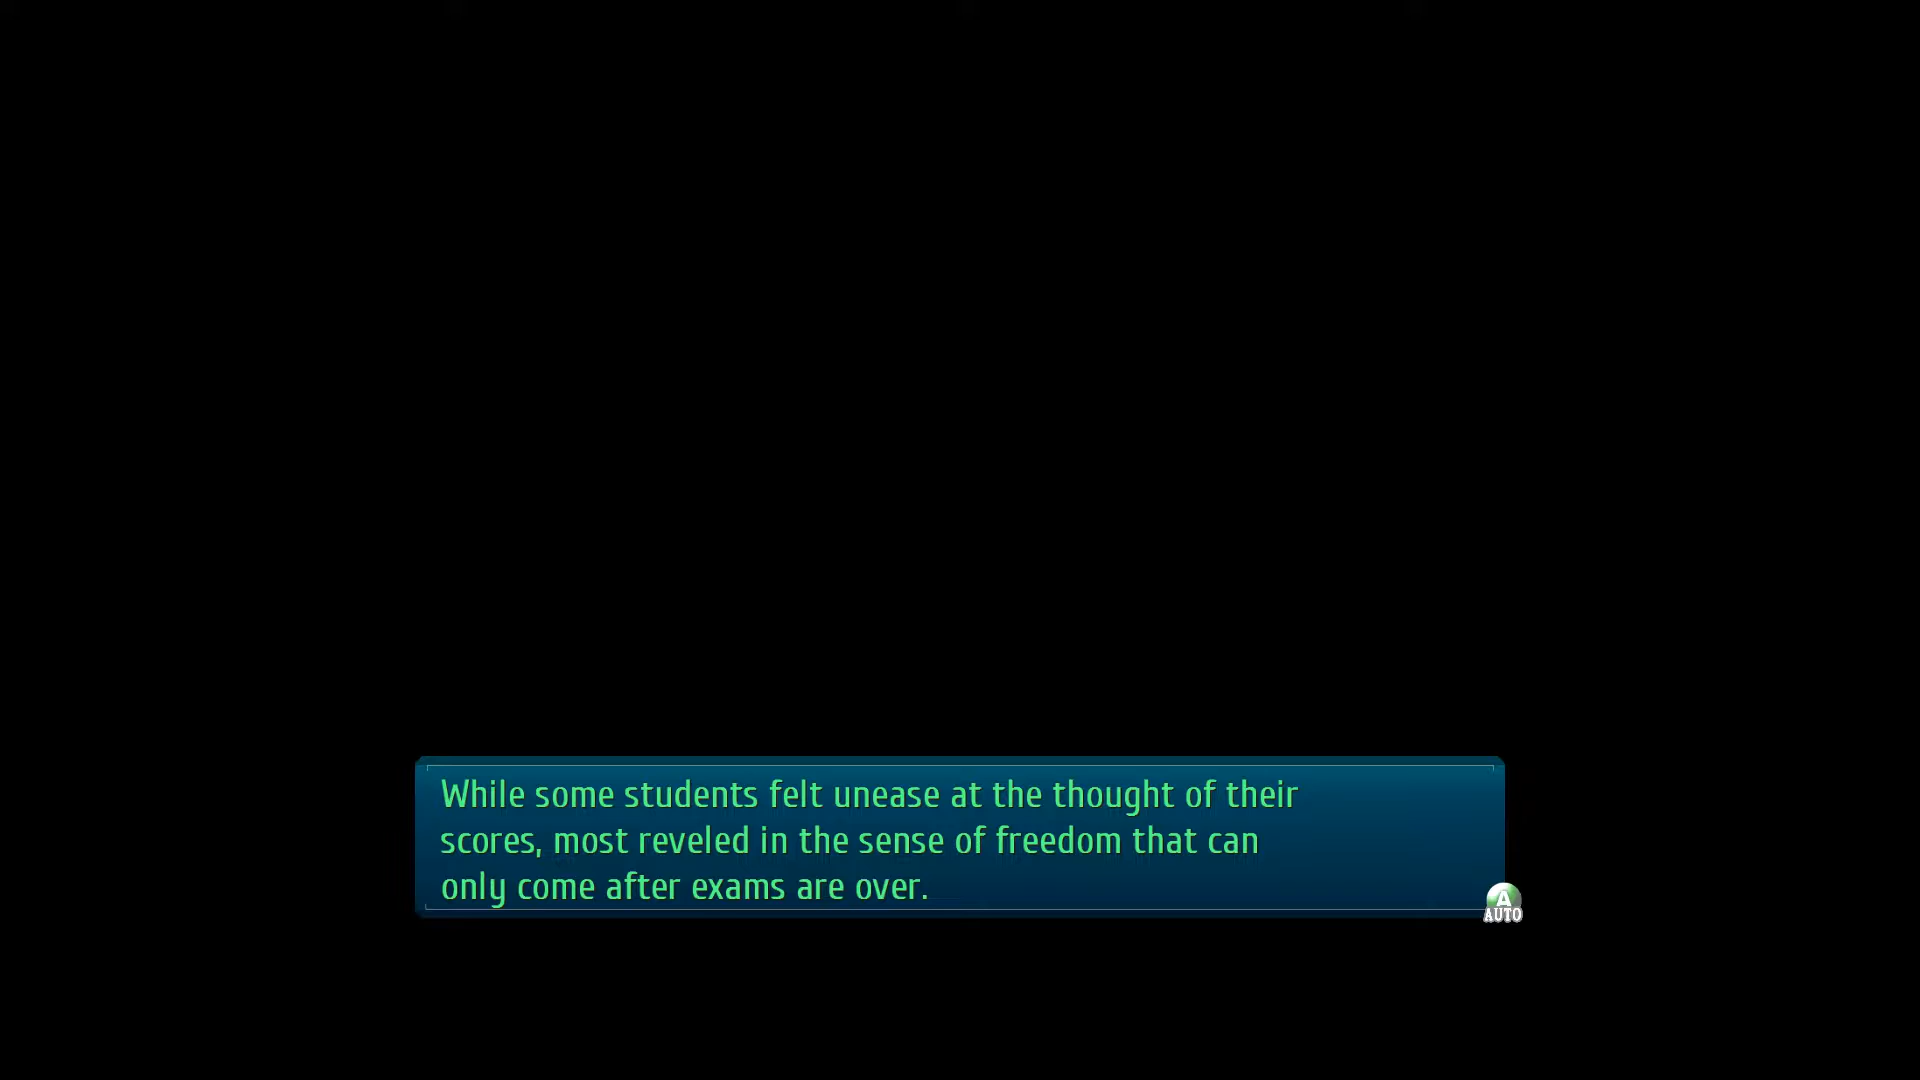 While some students felt unease at the thought of their
scores, most reveled in the sense of freedom that can
only come after exams are over.
A
AUTO